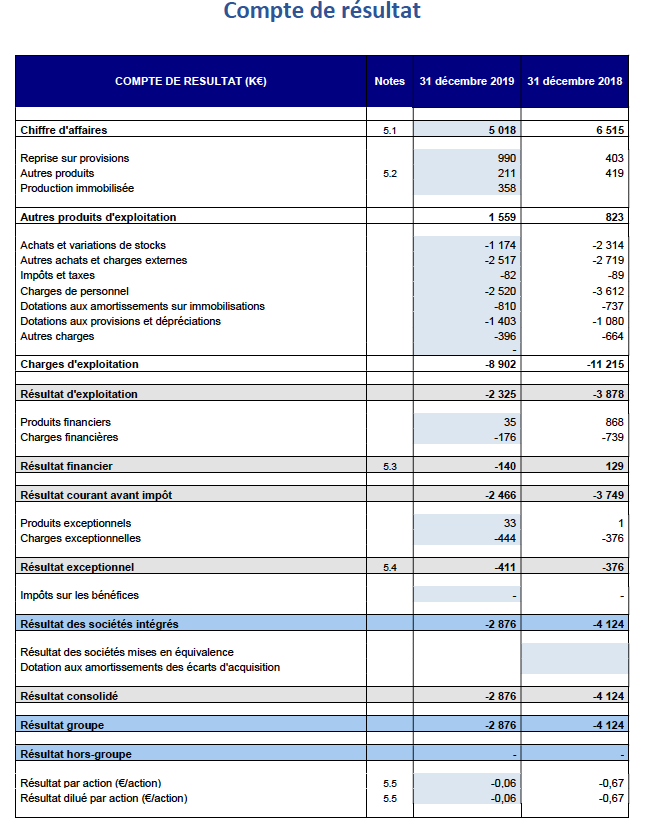 Compte de résultat
COMPTE DE RESULTAT (K€) Notes 31 décembre 2019 31 décembre 2018
Chiffre d'affaires 5.1 5 018 6 515
Reprise sur provisions 990 403
Autres produits 5.2 211 419
Production immobilisée 358
Autres produits d'exploitation 1 559 823
Achats et variations de stocks -1 174 -2 314
Autres achats et charges externes -2 517 -2 719
Impôts et taxes -82 -89
Charges de personnel -2 520 -3 612
Dotations aux amortissements sur immobilisations -810 -737
Dotations aux provisions et dépréciations -1 403 -1 080
Autres charges -396 -664
-
Charges d'exploitation -8 902 -11 215
Résultat d'exploitation -2 325 -3 878
Produits financiers 35 868
Charges financières -176 -739
Résultat financier 5.3 -140 129
Résultat courant avant impôt -2 466 -3 749
Produits exceptionnels 33 1
Charges exceptionnelles -444 -376
Résultat exceptionnel 5.4 -411 -376
Impôts sur les bénéfices - -
Résultat des sociétés intégrés -2 876 -4 124
Résultat des sociétés mises en équivalence
Dotation aux amortissements des écarts d'acquisition
Résultat consolidé -2 876 -4 124
Résultat groupe -2 876 -4 124
Résultat hors-groupe - -
Résultat par action (€/action) 5.5 -0,06 -0,67
Résultat dilué par action (€/action) 5.5 -0,06 -0,67